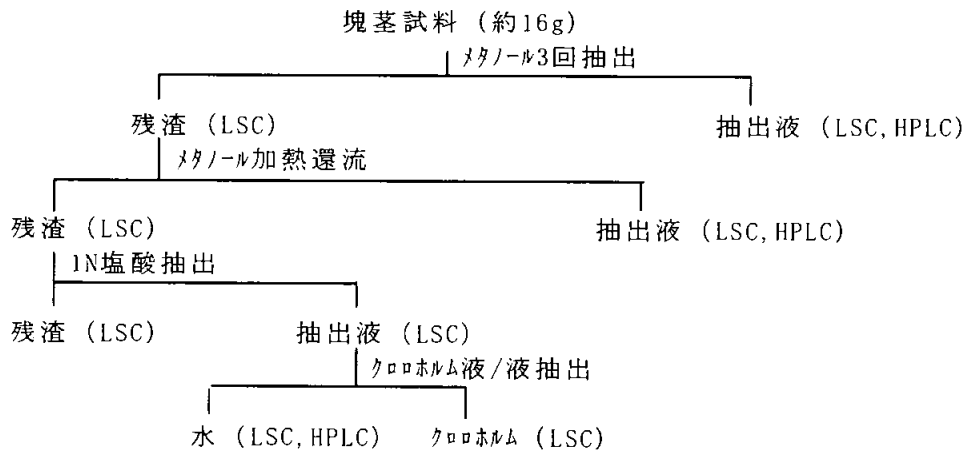 塊茎試料 (約16g)
ﾒﾀﾉｰﾙ3回抽出
残渣 (LSC)
抽出液 (LSC,HPLC)
ﾒﾀﾉｰﾙ加熱還流
残渣 (LSC)
抽出液 (LSC,HPLC)
1N塩酸抽出
残渣 (LSC)
抽出液 (LSC)
ｸﾛﾛﾎﾙﾑ液/液抽出
水 (LSC,HPLC)
ｸﾛﾛﾎﾙﾑ (LSC)